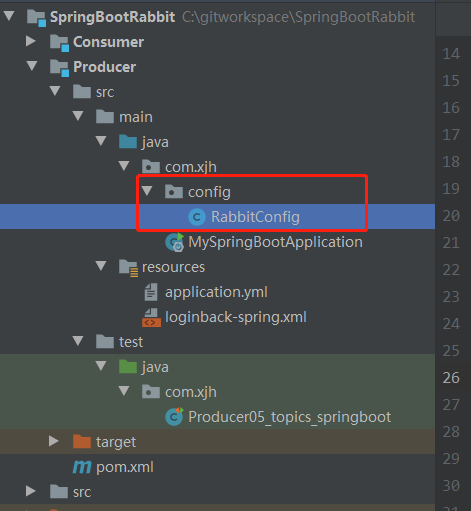 SpringBootRabbit C:\gitworkspace\SpringBootRabbit
Consumer
14
Producer
15
src
16
main
17
java
18
com.xjh
19
config
20
RabbitConfig
21
MySpringBootApplication
22
resources
23
application.yml
24
loginback-spring.xml
25
test
26
java
27
com.xjh
28
Producer05_topics_springboot
29
target
30
pom.xml
src
31